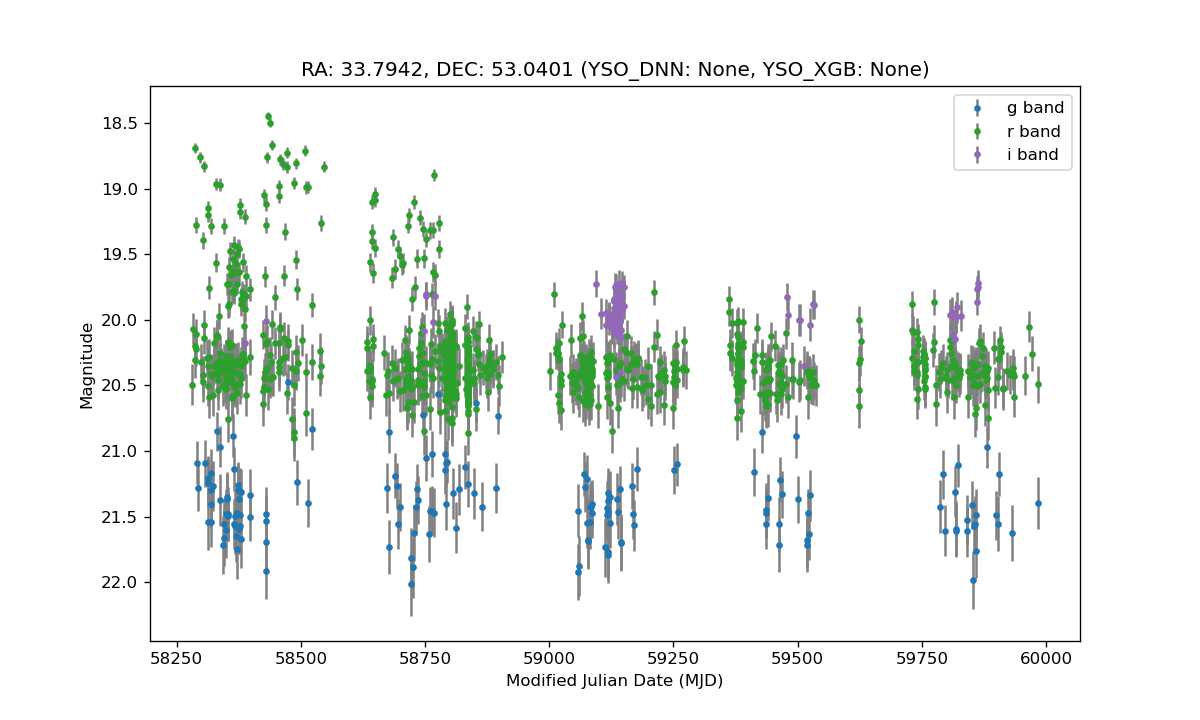 RA: 33.7942, DEC: 53.0401 (YSO_DNN: None, YSO_XGB: None)
g band
r band
i band
18.5
19.0
19.5
20.0
20.5
21.0
21.5
22.0
Magnitude
58250 58500 58750 59000 59250 59500 59750 60000
Modified Julian Date (MJD)